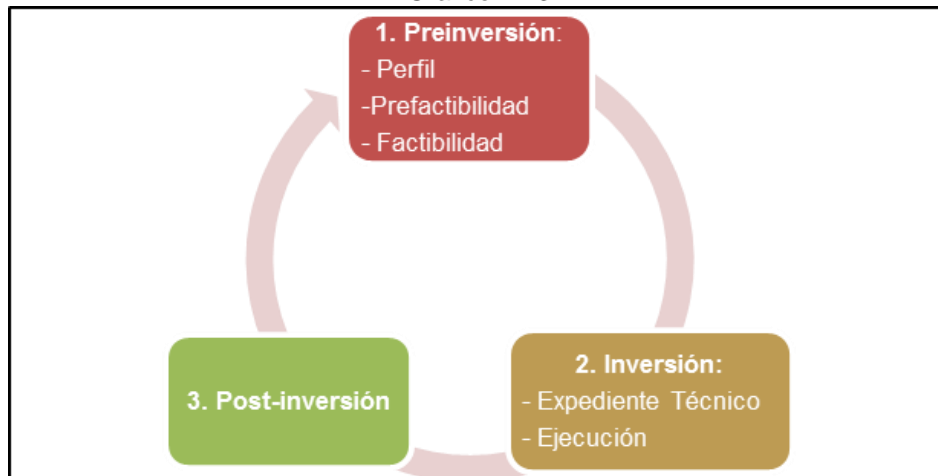 1. Preinversión:
- Perfil
-Prefactibilidad
- Factibilidad
2. Inversión:
- Expediente Técnico
- Ejecución
3. Post-inversión